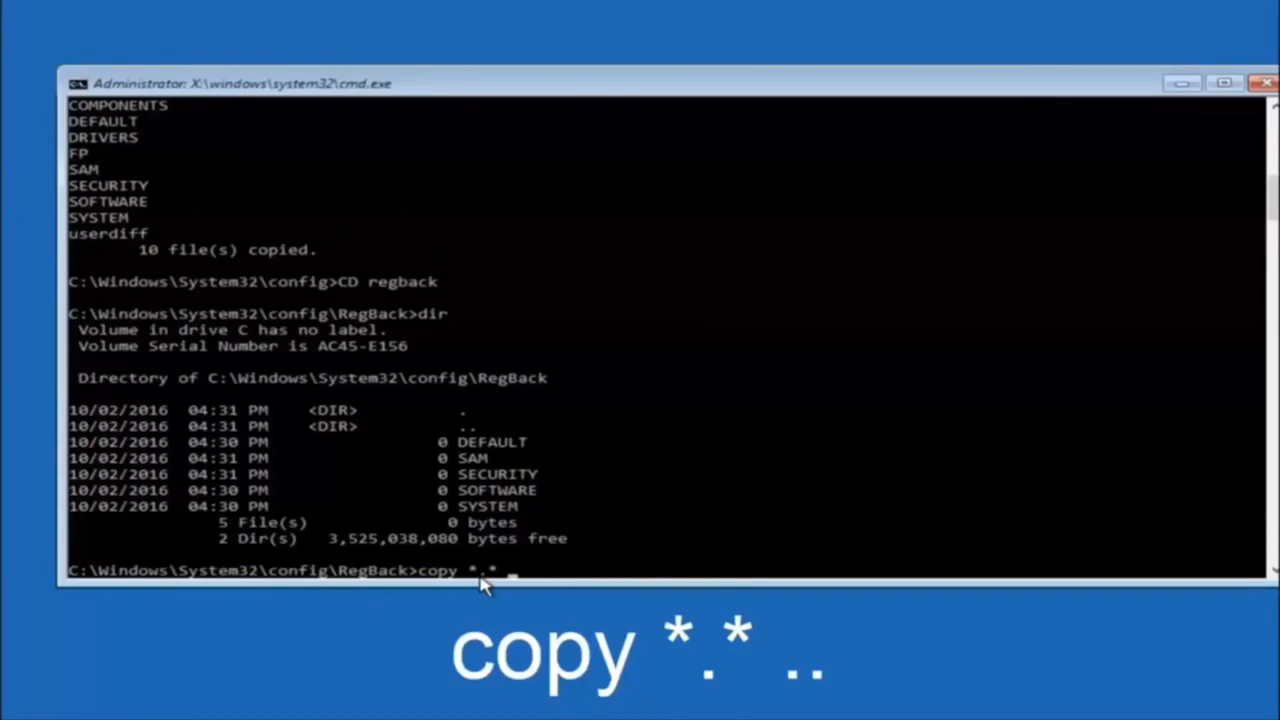 Administrator: X:\windows\system32\cmd.exe
COMPONENTS
DEFAULT
DRIVERS
FP
SAM
SECURITY
SOFTWARE
SYSTEM
userdiff
10 file(s) copied.
C:\Windows\System32\config>CD regback
C:\Windows\System32\config\RegBack>dir
Volume in drive C has no label.
Volume Serial Number is AC45-E156
Directory of C:\Windows\System32\config\RegBack
10/02/2016 04:31 PM <DIR> .
10/02/2016 04:31 PM <DIR> ..
10/02/2016 04:30 PM 0 DEFAULT
10/02/2016 04:31 PM 0 SAM
10/02/2016 04:31 PM 0 SECURITY
10/02/2016 04:30 PM 0 SOFTWARE
10/02/2016 04:30 PM 0 SYSTEM
5 File(s) 0 bytes
2 Dir(s) 3,525,038,080 bytes free
C:\Windows\System32\config\RegBack>copy *.* _
copy *.* ..